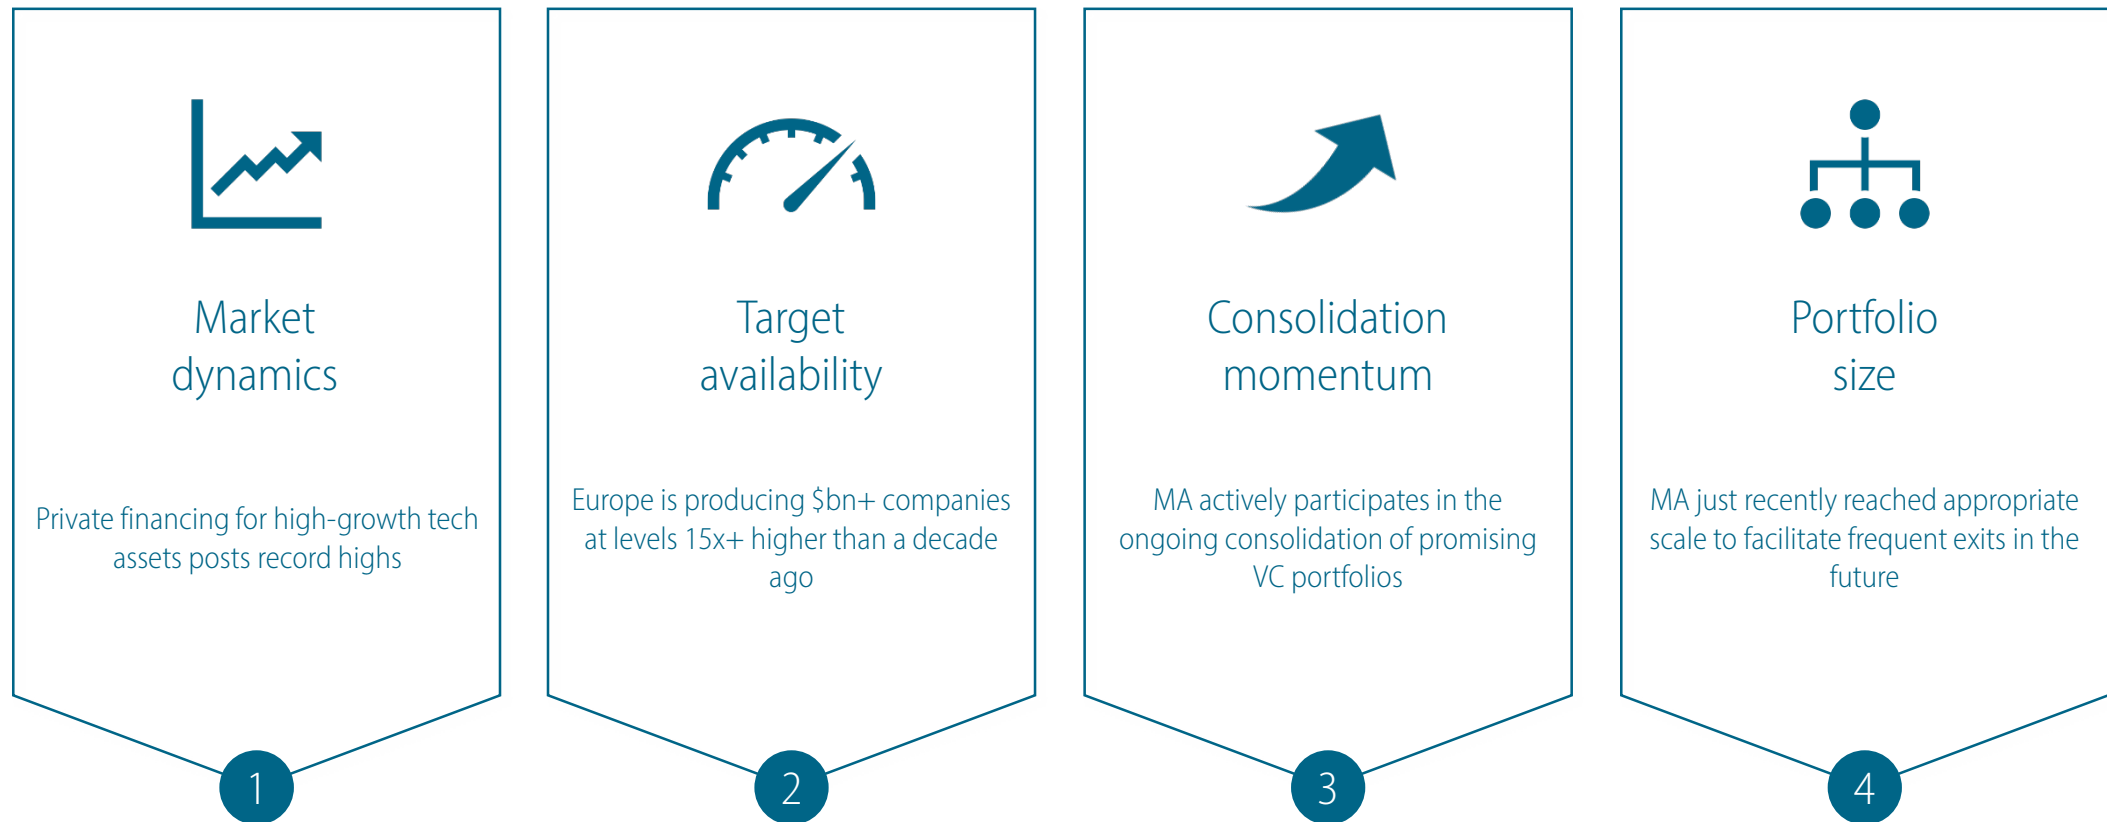 Market
dynamics
Private financing for high-growth tech
assets posts record highs
1
Target
availability
Europe is producing $bn+ companies
at levels 15x+ higher than a decade
ago
2
Consolidation
momentum
MA actively participates in the
ongoing consolidation of promising
VC portfolios
3
Portfolio
size
MA just recently reached appropriate
scale to facilitate frequent exits in the
future
4